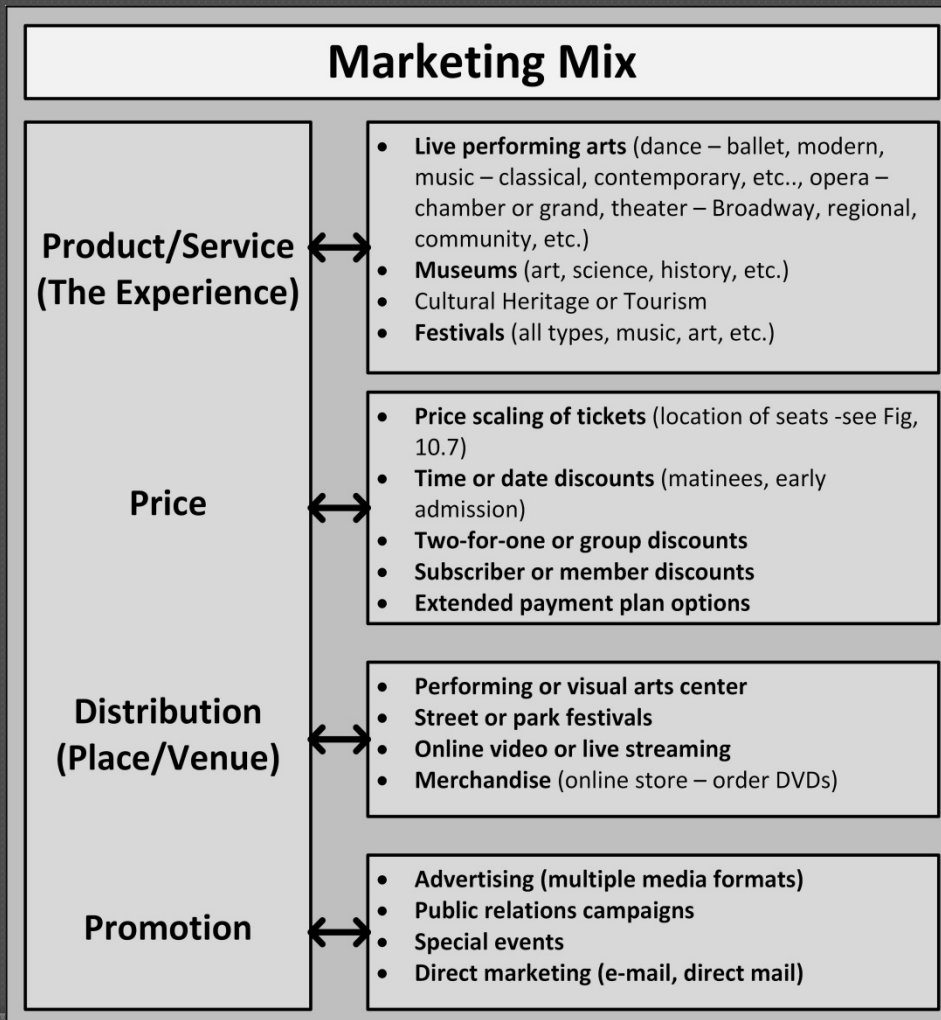 Marketing Mix
Product/Service
(The Experience)
• Live performing arts (dance – ballet, modern,
music – classical, contemporary, etc.., opera –
chamber or grand, theater – Broadway, regional,
community, etc.)
• Museums (art, science, history, etc.)
• Cultural Heritage or Tourism
• Festivals (all types, music, art, etc.)
Price
• Price scaling of tickets (location of seats -see Fig,
10.7)
• Time or date discounts (matinees, early
admission)
• Two-for-one or group discounts
• Subscriber or member discounts
• Extended payment plan options
Distribution
(Place/Venue)
• Performing or visual arts center
• Street or park festivals
• Online video or live streaming
• Merchandise (online store – order DVDs)
Promotion
• Advertising (multiple media formats)
• Public relations campaigns
• Special events
• Direct marketing (e-mail, direct mail)